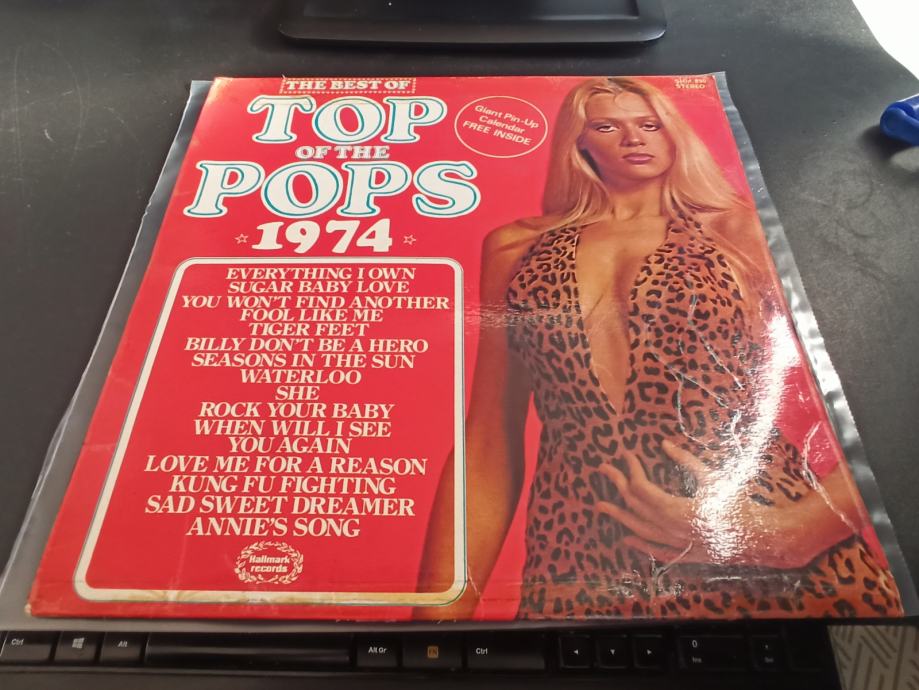 THE BEST OF
TOP
OF THE
POPS
1974
Giant Pin-Up
Calendar
FREE INSIDE
STEREO
EVERYTHING I OWN
SUGAR BABY LOVE
YOU WON'T FIND ANOTHER
FOOL LIKE ME
TIGER FEET
BILLY DON'T BE A HERO
SEASONS IN THE SUN
WATERLOO
SHE
ROCK YOUR BABY
WHEN WILL I SEE
YOU AGAIN
LOVE ME FOR A REASON
KUNG FU FIGHTING
SAD SWEET DREAMER
ANNIE'S SONG
Hallmark
records
Ctrl
Alt
Alt Gr
Ctrl
0
Ins